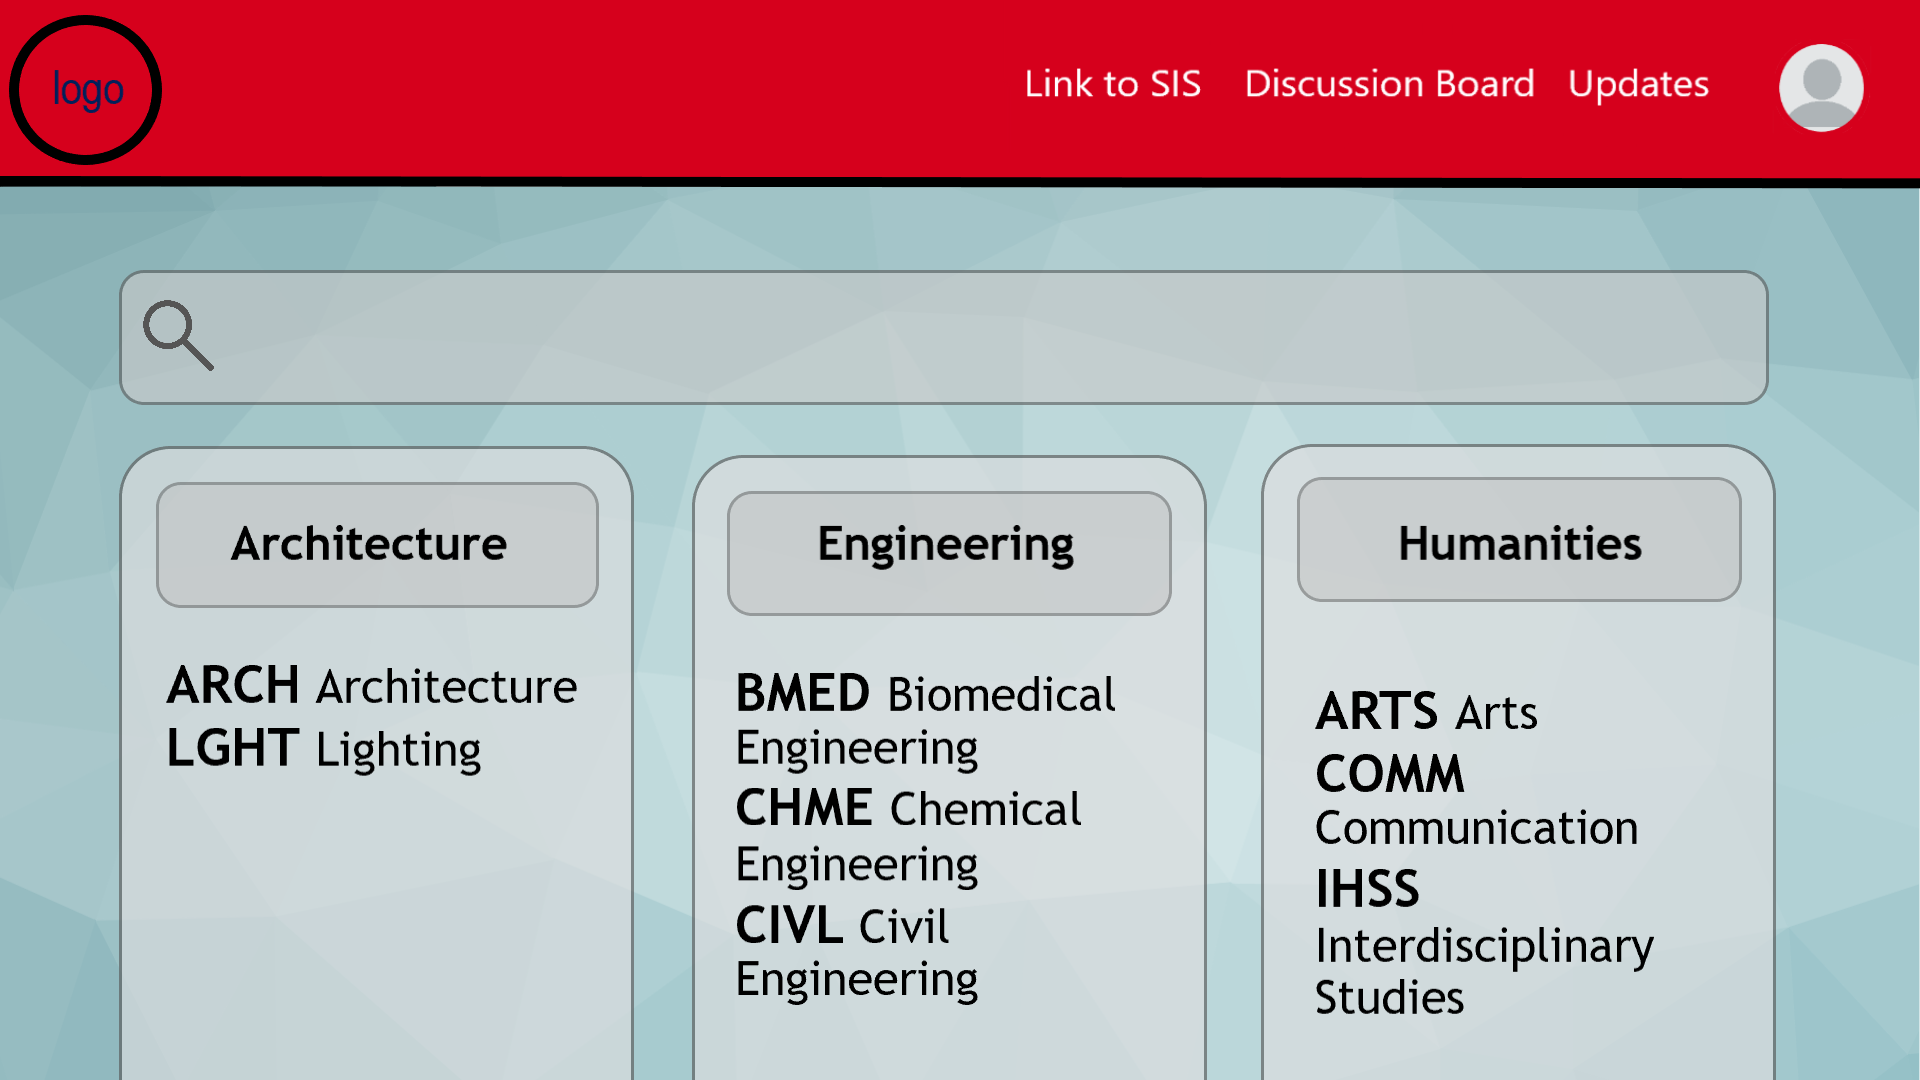 logo
Link to SIS Discussion Board Updates
Architecture
ARCH Architecture
LGHT Lighting
Engineering
BMED Biomedical
Engineering
CHME Chemical
Engineering
CIVL Civil
Engineering
Humanities
ARTS Arts
COMM
Communication
IHSS
Interdisciplinary
Studies